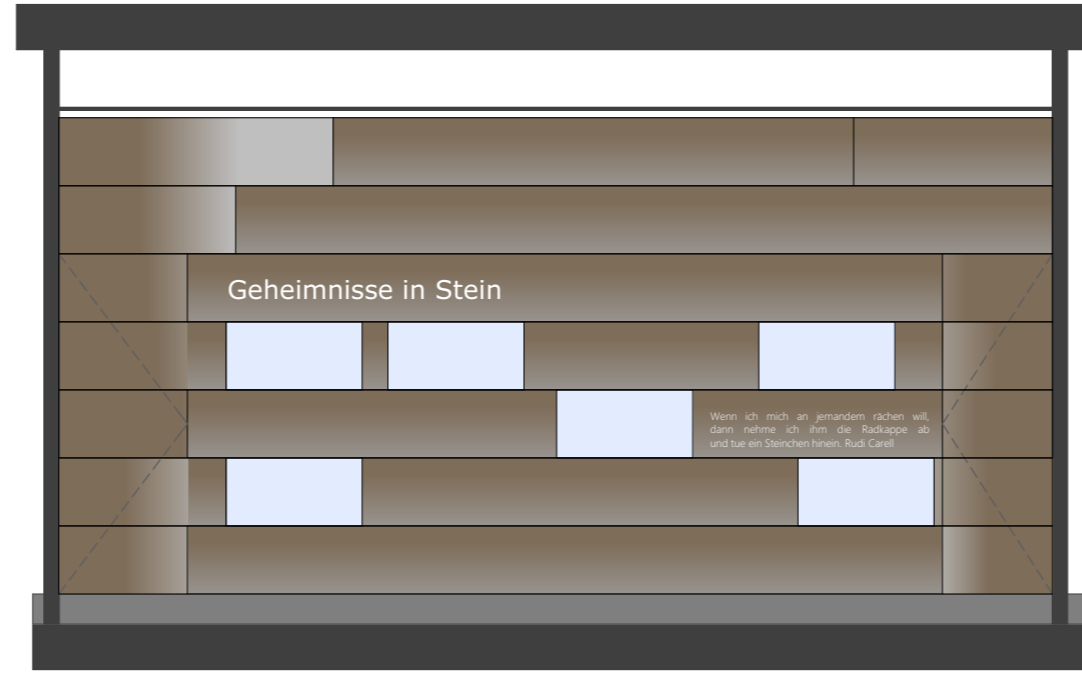 Geheimnisse in Stein
Wenn ich mich an jemandem rächen will,
dann nehme ich ihm die Radkappe ab
und tue ein Steinchen hinein. Rudi Carell